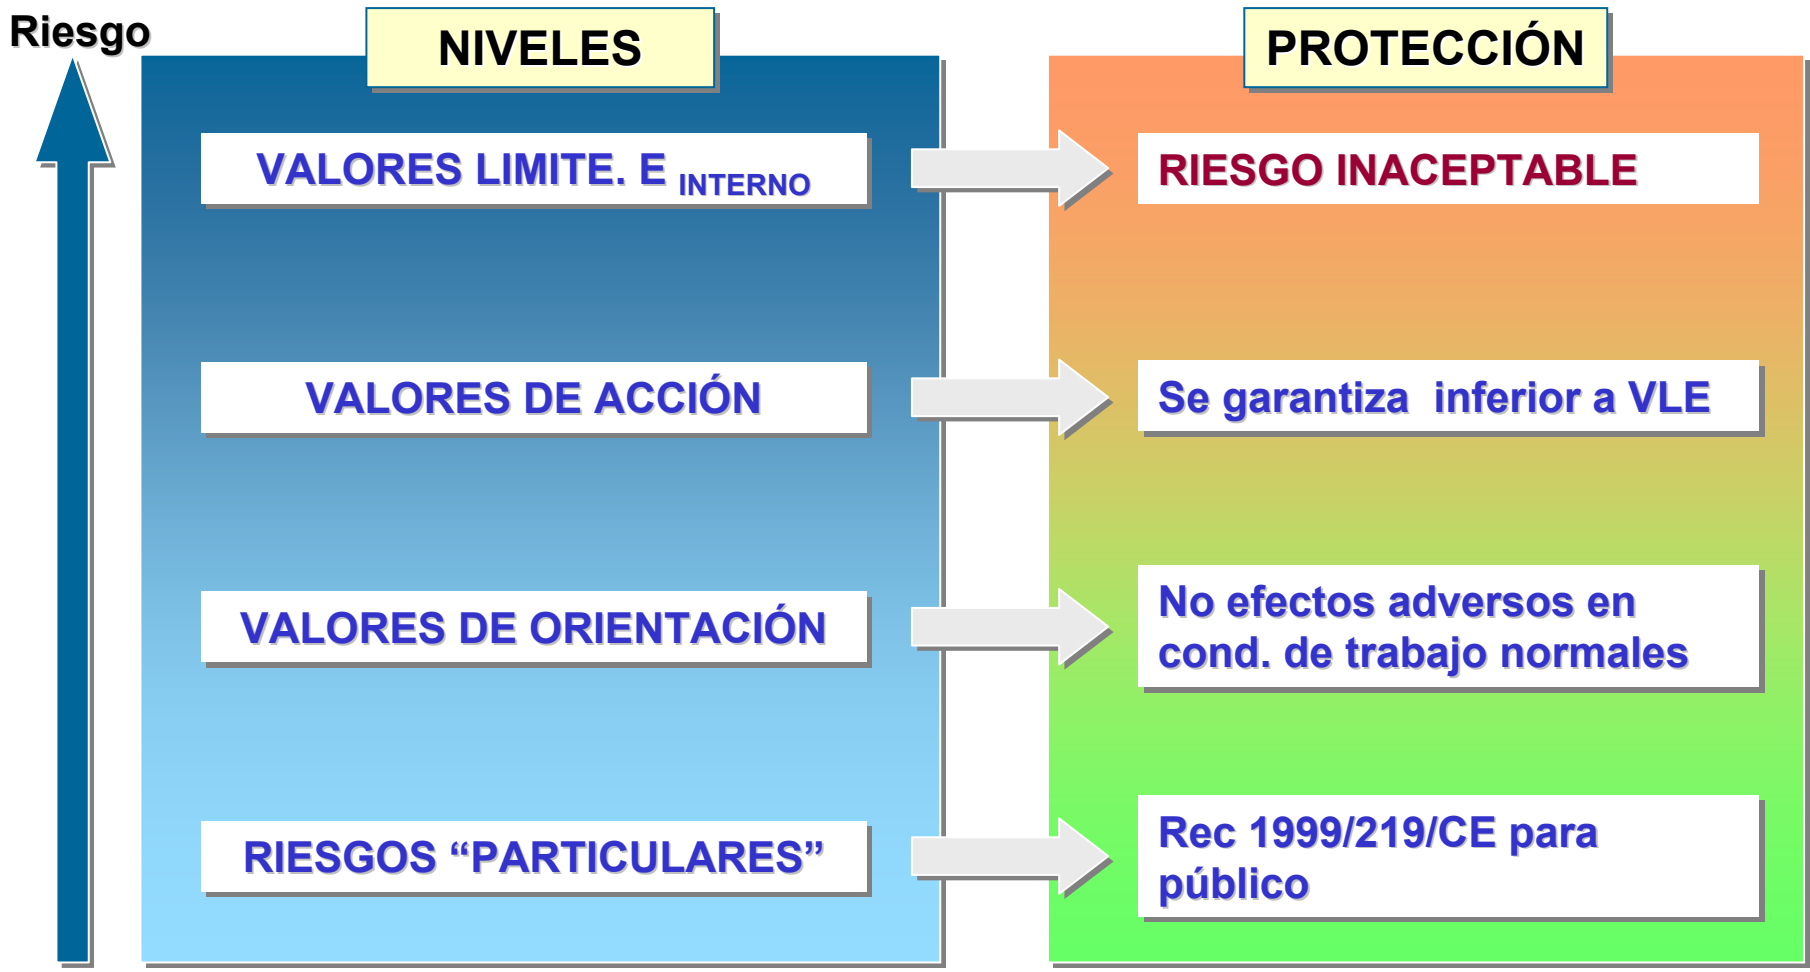 Riesgo
NIVELES
PROTECCIÓN
VALORES LIMITE. E INTERNO
RIESGO INACEPTABLE
VALORES DE ACCIÓN
Se garantiza inferior a VLE
VALORES DE ORIENTACIÓN
No efectos adversos en
cond. de trabajo normales
RIESGOS “PARTICULARES”
Rec 1999/219/CE para
público